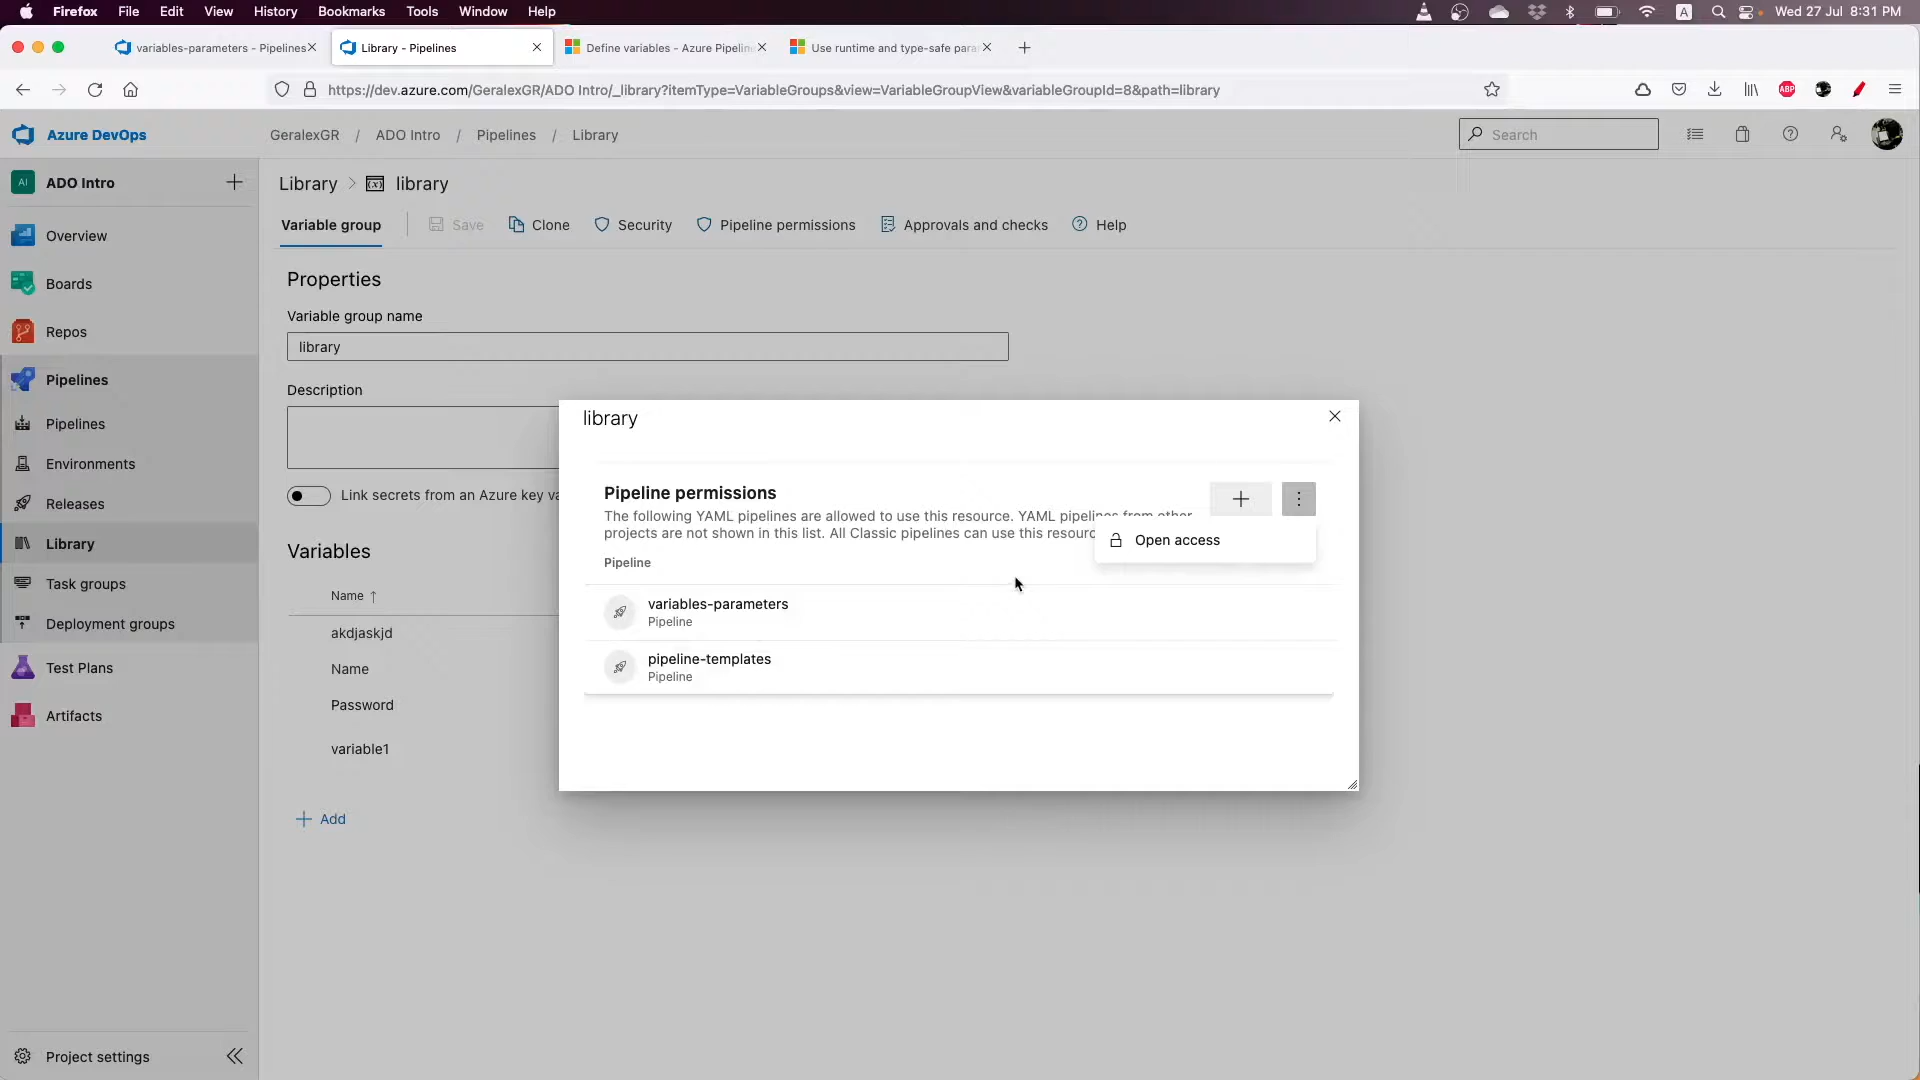 Firefox File Edit View History Bookmarks Tools Window Help A Wed 27 Jul 8:31 PM
variables-parameters - Pipelines Library - Pipelines Define variables - Azure Pipelin Use runtime and type-safe para
https://dev.azure.com/GeralexGR/ADO Intro/_library?itemType=VariableGroups&view=VariableGroupView&variableGroupId=8&path=library ABP
Azure DevOps GeralexGR / ADO Intro / Pipelines / Library Search
AI ADO Intro
Library > (x) library
Variable group Save Clone Security Pipeline permissions Approvals and checks Help
Overview
Boards
Repos
Pipelines
Pipelines
Environments
Releases
Library
Task groups
Deployment groups
Test Plans
Artifacts
Project settings
Properties
Variable group name
library
Description
Link secrets from an Azure key va
Variables
Name ↑
akdjaskjd
Name
Password
variable1
Add
library
Pipeline permissions
The following YAML pipelines are allowed to use this resource. YAML pipelines from other
projects are not shown in this list. All Classic pipelines can use this resourc
Open access
Pipeline
variables-parameters
Pipeline
pipeline-templates
Pipeline